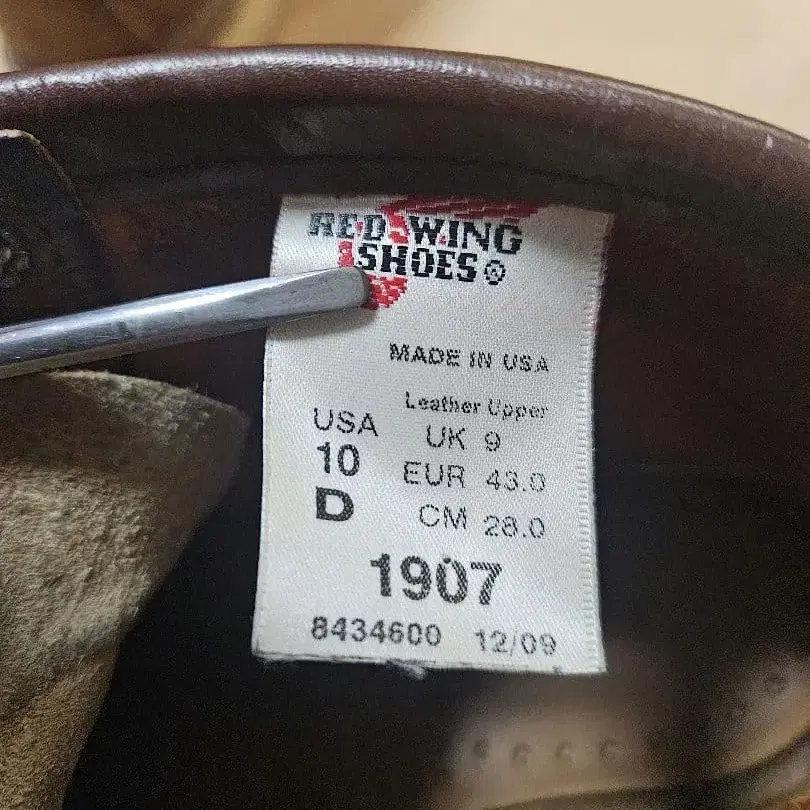 RED WING
SHOES®
MADE IN USA
Leather Upper
USA UK 9
10 EUR 43.0
D CM 28.0
1907
8434600 12/09